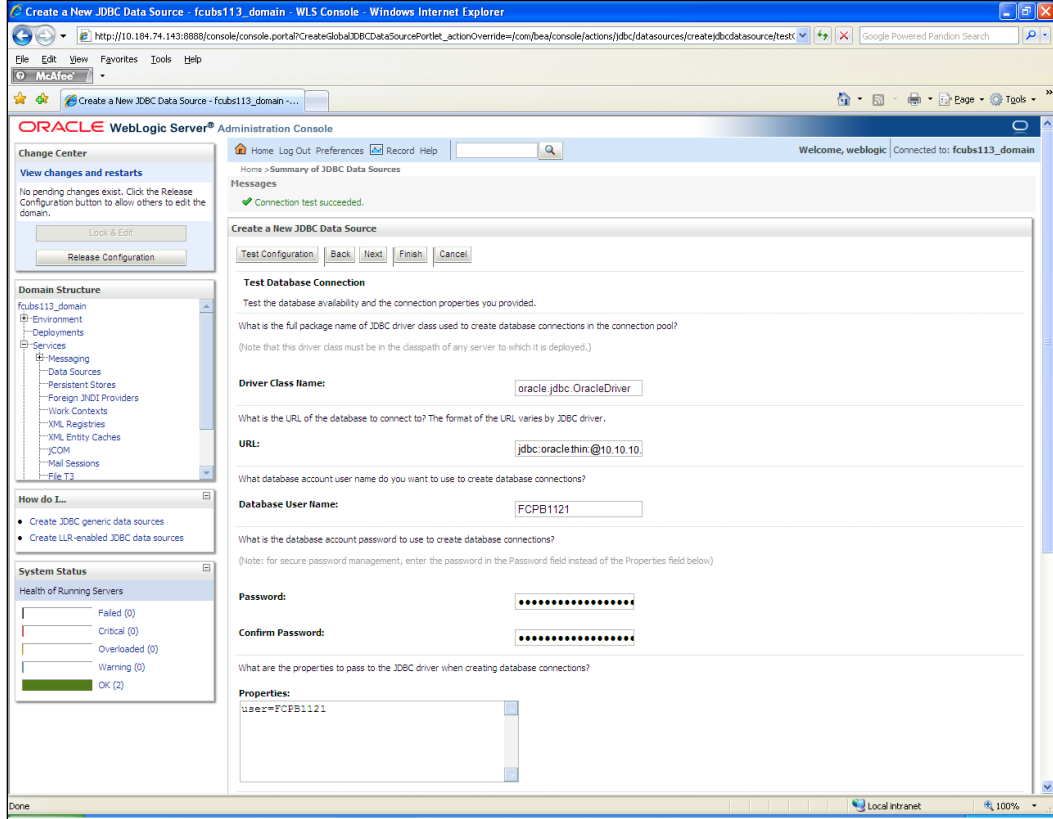 Create a New JDBC Data Source - fcubs113_domain - WLS Console - Windows Internet Explorer
http://10.184.74.143:8888/console/console.portal?CreateGlobalJDBCDataSourcePortlet_actionOverride=/com/bea/console/actions/jdbc/datasources/createjdbcdatasource/test(
Google Powered Pandion Search
File Edit View Favorites Tools Help
McAfee
Create a New JDBC Data Source - fcubs113_domain -...
Page Tools
ORACLE WebLogic Server® Administration Console
Change Center
View changes and restarts
No pending changes exist. Click the Release
Configuration button to allow others to edit the
domain.
Lock & Edit
Release Configuration
Domain Structure
fcubs113_domain
Environment
Deployments
Services
Messaging
Data Sources
Persistent Stores
Foreign JNDI Providers
Work Contexts
XML Registries
XML Entity Caches
jCOM
Mail Sessions
File T3
How do I...
Create JDBC generic data sources
Create LLR-enabled JDBC data sources
System Status
Health of Running Servers
Failed (0)
Critical (0)
Overloaded (0)
Warning (0)
OK (2)
Home Log Out Preferences Record Help
Welcome, weblogic Connected to: fcubs113_domain
Home >Summary of JDBC Data Sources
Messages
Connection test succeeded.
Create a New JDBC Data Source
Test Configuration Back Next Finish Cancel
Test Database Connection
Test the database availability and the connection properties you provided.
What is the full package name of JDBC driver class used to create database connections in the connection pool?
(Note that this driver class must be in the classpath of any server to which it is deployed.)
Driver Class Name: oracle.jdbc.OracleDriver
What is the URL of the database to connect to? The format of the URL varies by JDBC driver.
URL: jdbc:oracle:thin:@10.10.10.
What database account user name do you want to use to create database connections?
Database User Name: FCPB1121
What is the database account password to use to create database connections?
(Note: for secure password management, enter the password in the Password field instead of the Properties field below)
Password:
Confirm Password:
What are the properties to pass to the JDBC driver when creating database connections?
Properties:
user=FCPB1121
Done
Local intranet
100%